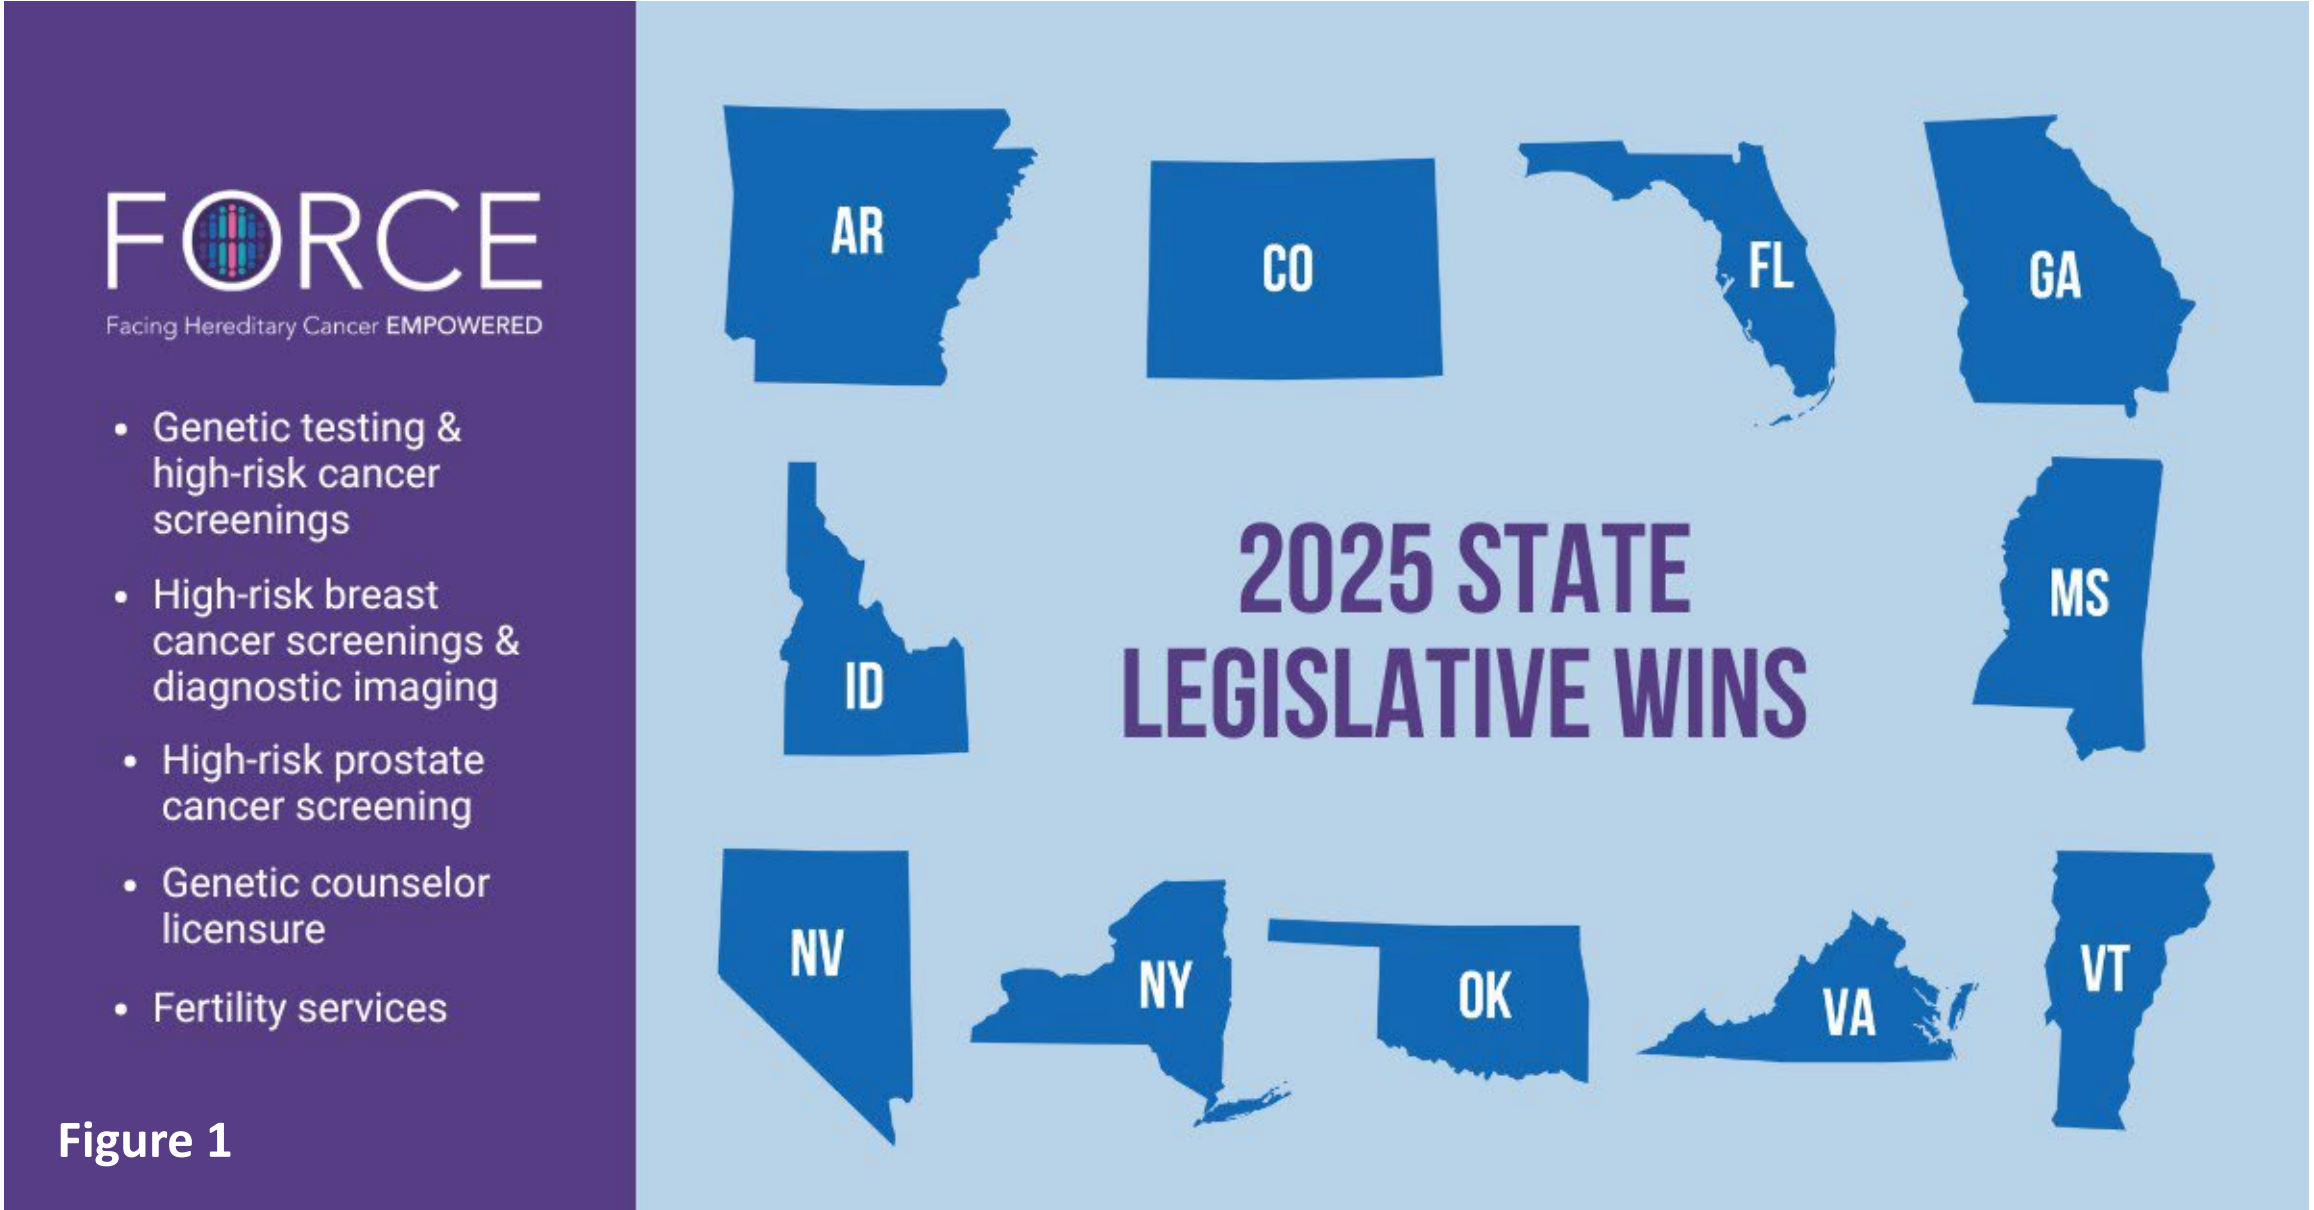 FORCE
Facing Hereditary Cancer EMPOWERED
• Genetic testing &
high-risk cancer
screenings
• High-risk breast
cancer screenings &
diagnostic imaging
• High-risk prostate
cancer screening
• Genetic counselor
licensure
• Fertility services
Figure 1
AR
CO
FL
GA
ID
2025 STATE
LEGISLATIVE WINS
MS
NV
NY
OK
VA
VT